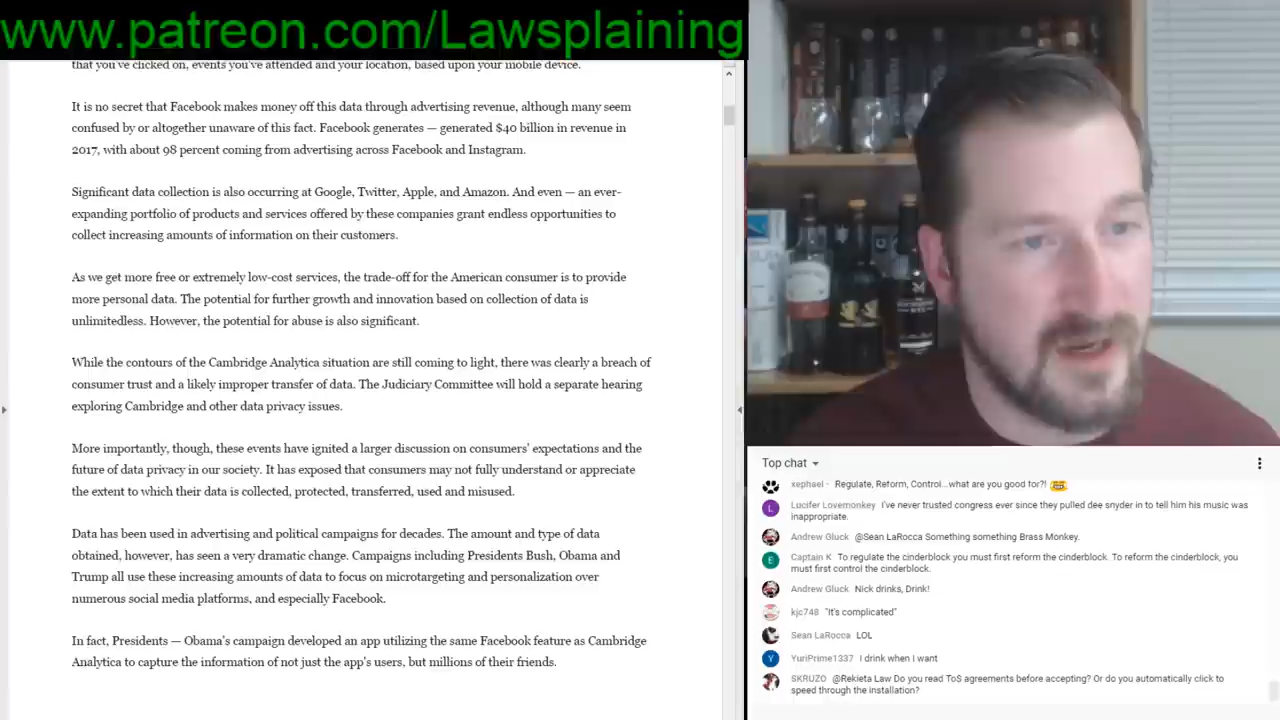 www.patreon.com/Lawsplaining
that you've clicked on, events you've attended and your location, based upon your mobile device.
It is no secret that Facebook makes money off this data through advertising revenue, although many seem
confused by or altogether unaware of this fact. Facebook generates — generated $40 billion in revenue in
2017, with about 98 percent coming from advertising across Facebook and Instagram.
Significant data collection is also occurring at Google, Twitter, Apple, and Amazon. And even — an ever-
expanding portfolio of products and services offered by these companies grant endless opportunities to
collect increasing amounts of information on their customers.
As we get more free or extremely low-cost services, the trade-off for the American consumer is to provide
more personal data. The potential for further growth and innovation based on collection of data is
unlimitedless. However, the potential for abuse is also significant.
While the contours of the Cambridge Analytica situation are still coming to light, there was clearly a breach of
consumer trust and a likely improper transfer of data. The Judiciary Committee will hold a separate hearing
exploring Cambridge and other data privacy issues.
More importantly, though, these events have ignited a larger discussion on consumers' expectations and the
future of data privacy in our society. It has exposed that consumers may not fully understand or appreciate
the extent to which their data is collected, protected, transferred, used and misused.
Data has been used in advertising and political campaigns for decades. The amount and type of data
obtained, however, has seen a very dramatic change. Campaigns including Presidents Bush, Obama and
Trump all use these increasing amounts of data to focus on microtargeting and personalization over
numerous social media platforms, and especially Facebook.
In fact, Presidents — Obama's campaign developed an app utilizing the same Facebook feature as Cambridge
Analytica to capture the information of not just the app's users, but millions of their friends.
Top chat
xephael - Regulate, Reform, Control...what are you good for?!
L Lucifer Lovemonkey I've never trusted congress ever since they pulled dee snyder in to tell him his music was
inappropriate.
Andrew Gluck @Sean LaRocca Something something Brass Monkey.
E Captain K To regulate the cinderblock you must first reform the cinderblock. To reform the cinderblock, you
must first control the cinderblock.
Andrew Gluck Nick drinks, Drink!
kjc748 "It's complicated"
Sean LaRocca LOL
Y YuriPrime1337 I drink when I want
SKRUZO @Rekieta Law Do you read ToS agreements before accepting? Or do you automatically click to
speed through the installation?